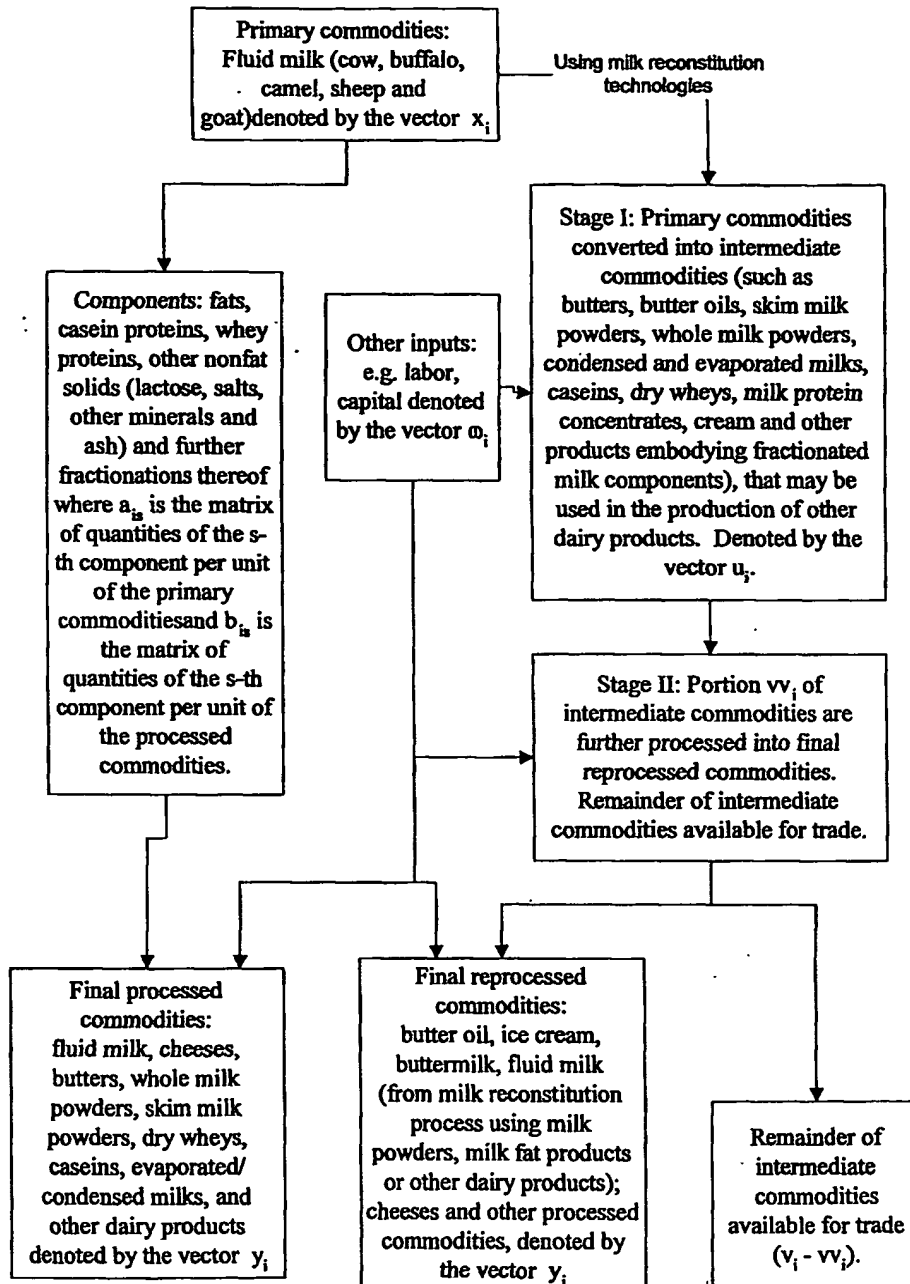 Primary commodities:
Fluid milk (cow, buffalo,
camel, sheep and
goat)denoted by the vector x_i
Using milk reconstitution
technologies
Stage I: Primary commodities
converted into intermediate
commodities (such as
butters, butter oils, skim milk
powders, whole milk powders,
condensed and evaporated milks,
caseins, dry wheys, milk protein
concentrates, cream and other
products embodying fractionated
milk components), that may be
used in the production of other
dairy products. Denoted by the
vector u_i.
Components: fats,
casein proteins, whey
proteins, other nonfat
solids (lactose, salts,
other minerals and
ash) and further
fractionations thereof
where a_is is the matrix
of quantities of the s-
th component per unit
of the primary
commoditiesand b_is is
the matrix of
quantities of the s-th
component per unit of
the processed
commodities.
Other inputs:
e.g. labor,
capital denoted
by the vector ω_i
Stage II: Portion vv_i of
intermediate commodities are
further processed into final
reprocessed commodities.
Remainder of intermediate
commodities available for trade.
Final processed
commodities:
fluid milk, cheeses,
butters, whole milk
powders, skim milk
powders, dry wheys,
caseins, evaporated/
condensed milks, and
other dairy products
denoted by the vector y_i
Final reprocessed
commodities:
butter oil, ice cream,
buttermilk, fluid milk
(from milk reconstitution
process using milk
powders, milk fat products
or other dairy products);
cheeses and other processed
commodities, denoted by
the vector y_i
Remainder of
intermediate
commodities
available for trade
(v_i - vv_i).